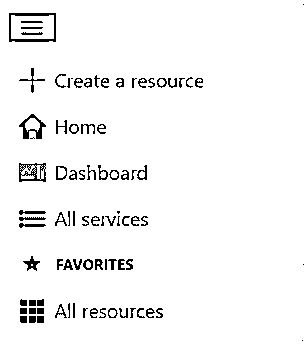 Create a resource
Home
Dashboard
All services
FAVORITES
All resources